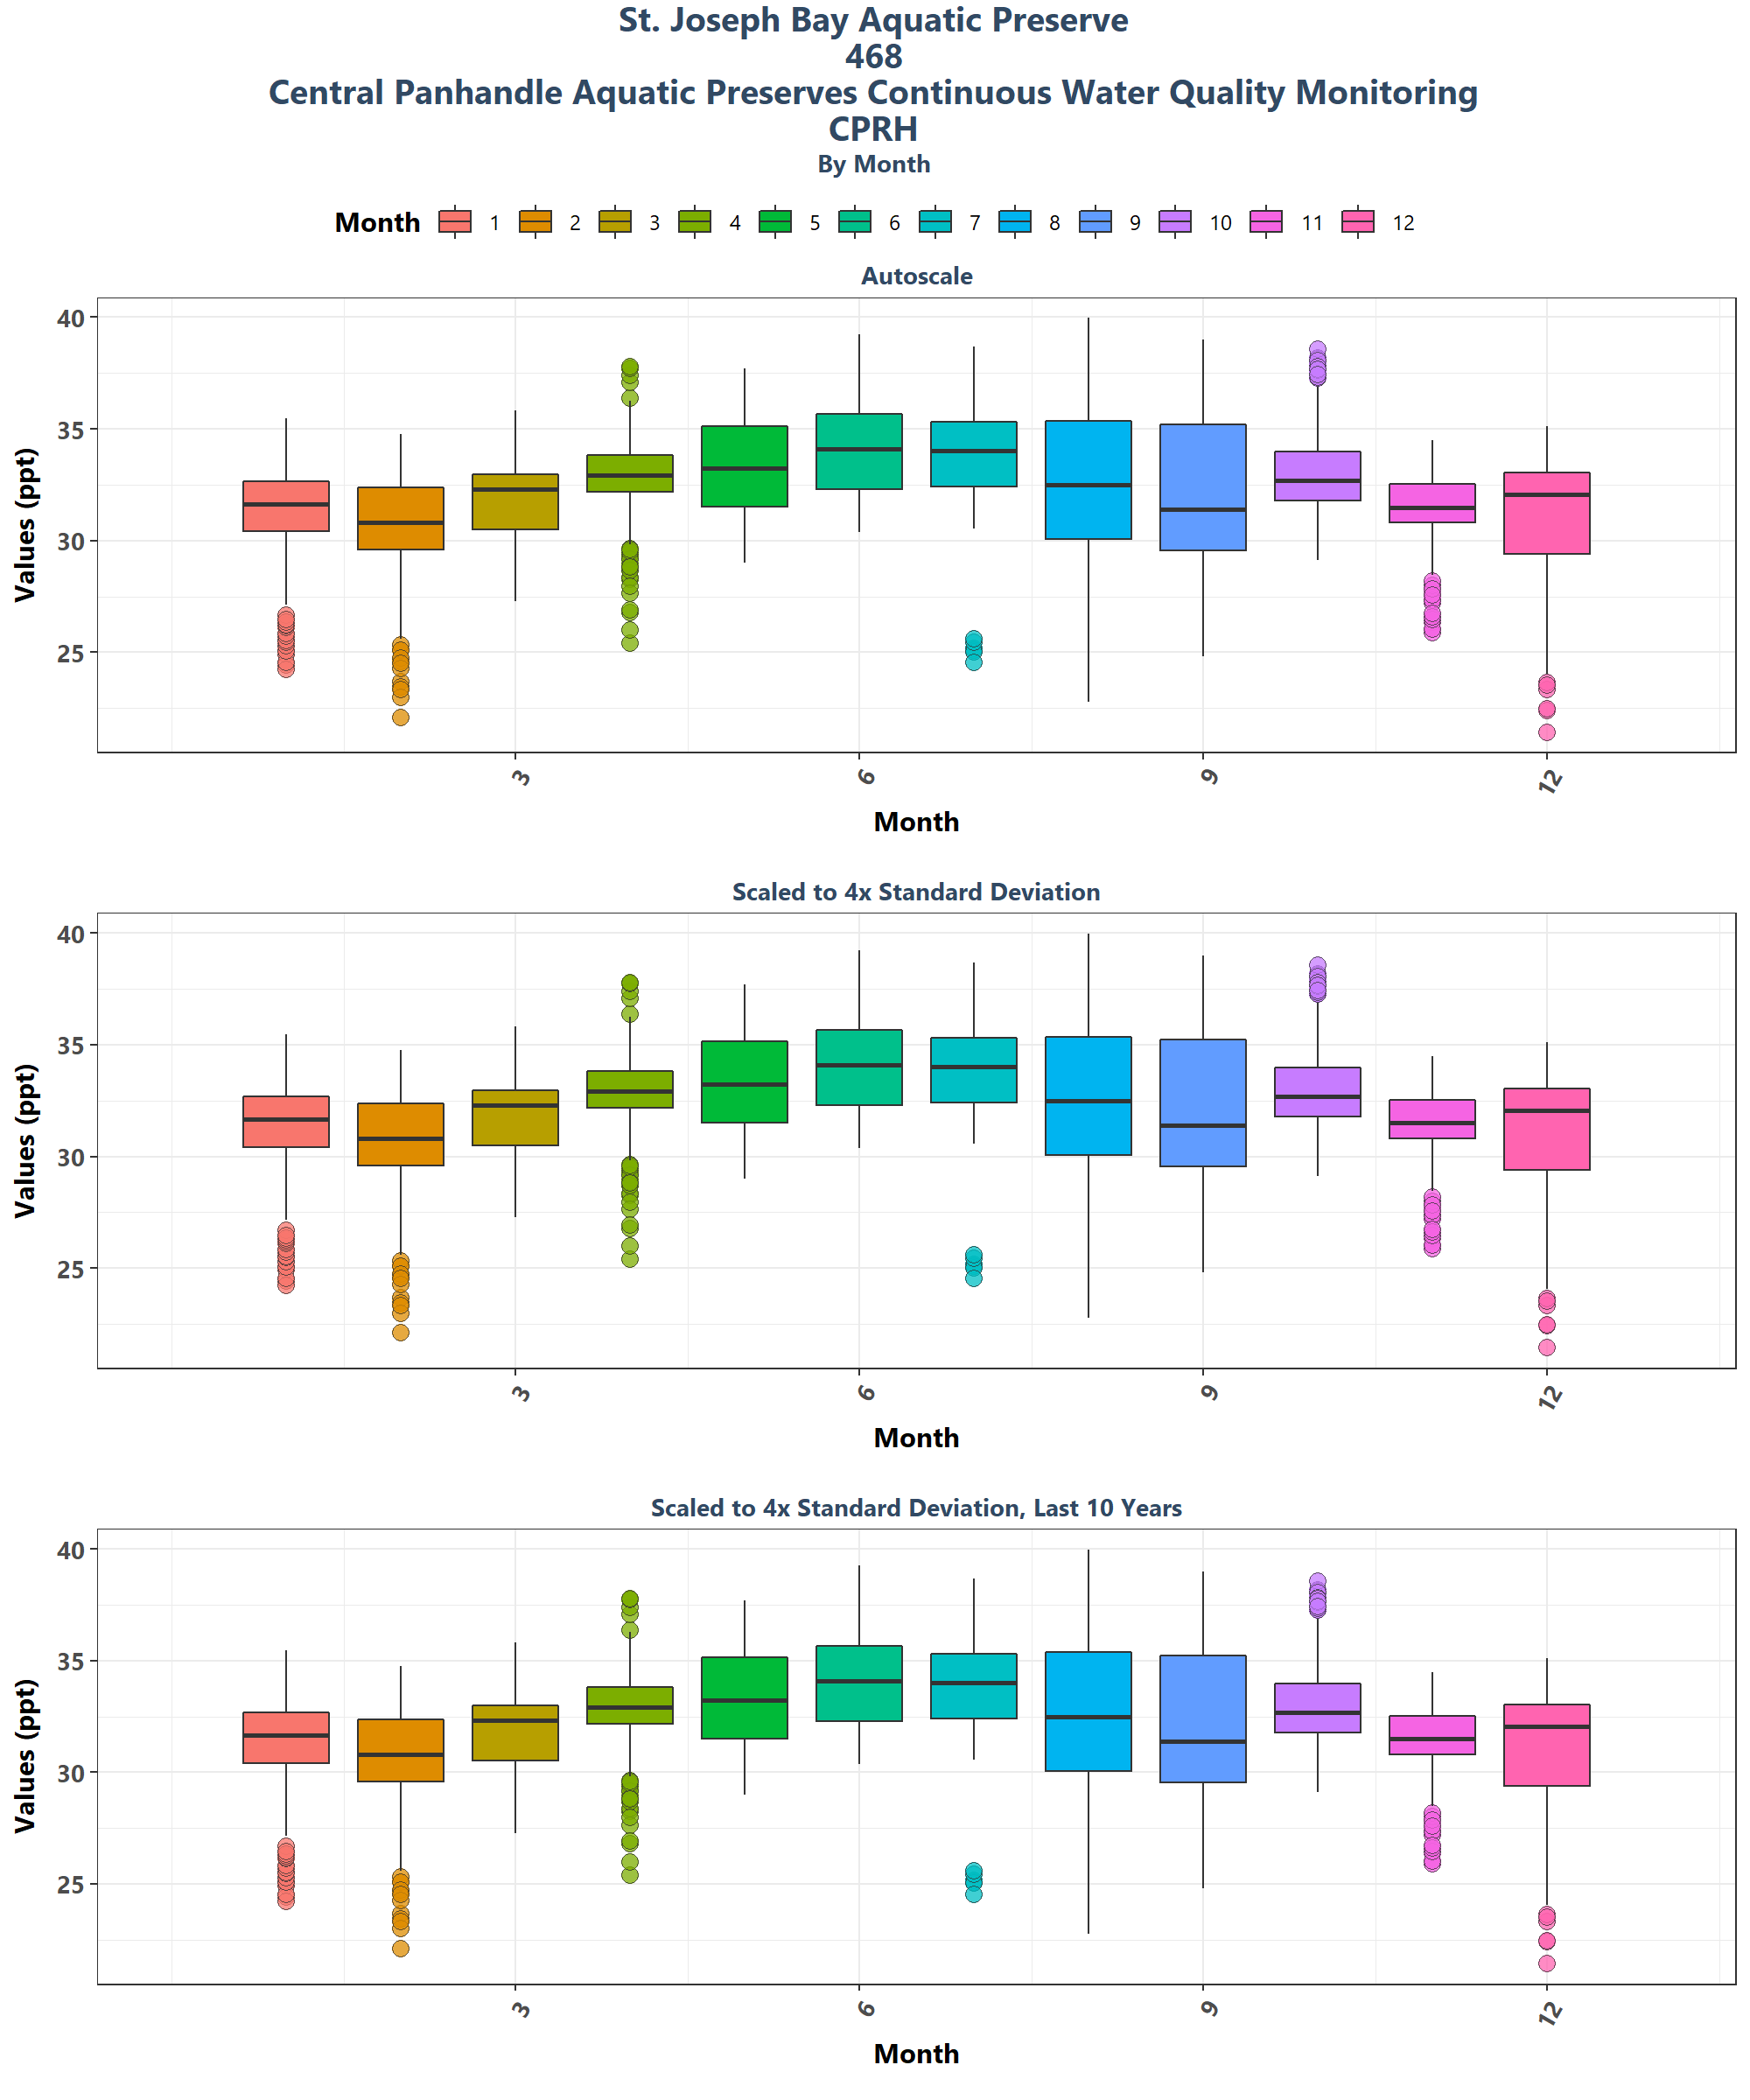 St. Joseph Bay Aquatic Preserve
468
Central Panhandle Aquatic Preserves Continuous Water Quality Monitoring
CPRH
By Month
Month 1 2 3 4 5 6 7 8 9 10 11 12
Autoscale
Values (ppt)
40
35
30
25
3 6 9 12
Month
Scaled to 4x Standard Deviation
Values (ppt)
40
35
30
25
3 6 9 12
Month
Scaled to 4x Standard Deviation, Last 10 Years
Values (ppt)
40
35
30
25
3 6 9 12
Month